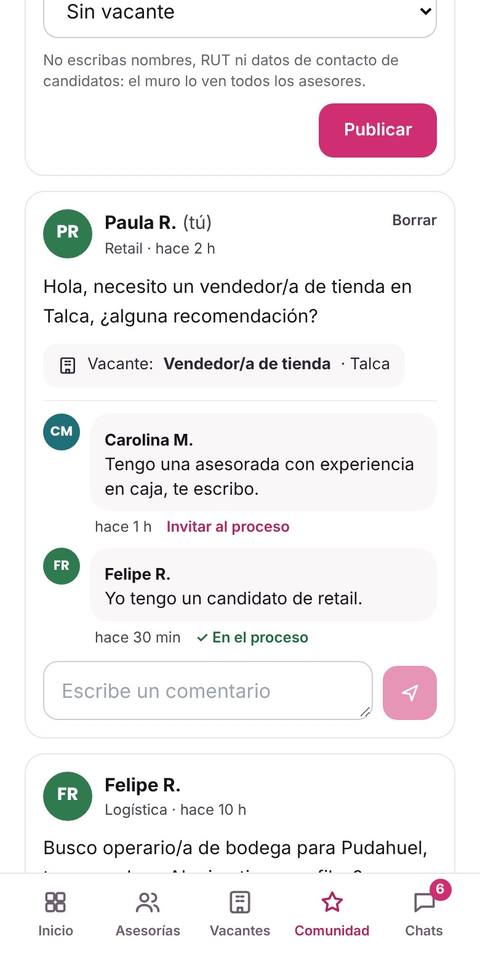 Sin vacante
No escribas nombres, RUT ni datos de contacto de
candidatos: el muro lo ven todos los asesores.
Publicar
PR
Paula R. (tú)
Borrar
Retail · hace 2 h
Hola, necesito un vendedor/a de tienda en
Talca, ¿alguna recomendación?
Vacante: Vendedor/a de tienda · Talca
CM
Carolina M.
Tengo una asesorada con experiencia
en caja, te escribo.
hace 1 h Invitar al proceso
FR
Felipe R.
Yo tengo un candidato de retail.
hace 30 min ✓ En el proceso
Escribe un comentario
FR
Felipe R.
Logística · hace 10 h
Busco operario/a de bodega para Pudahuel,
6
Inicio Asesorías Vacantes Comunidad Chats